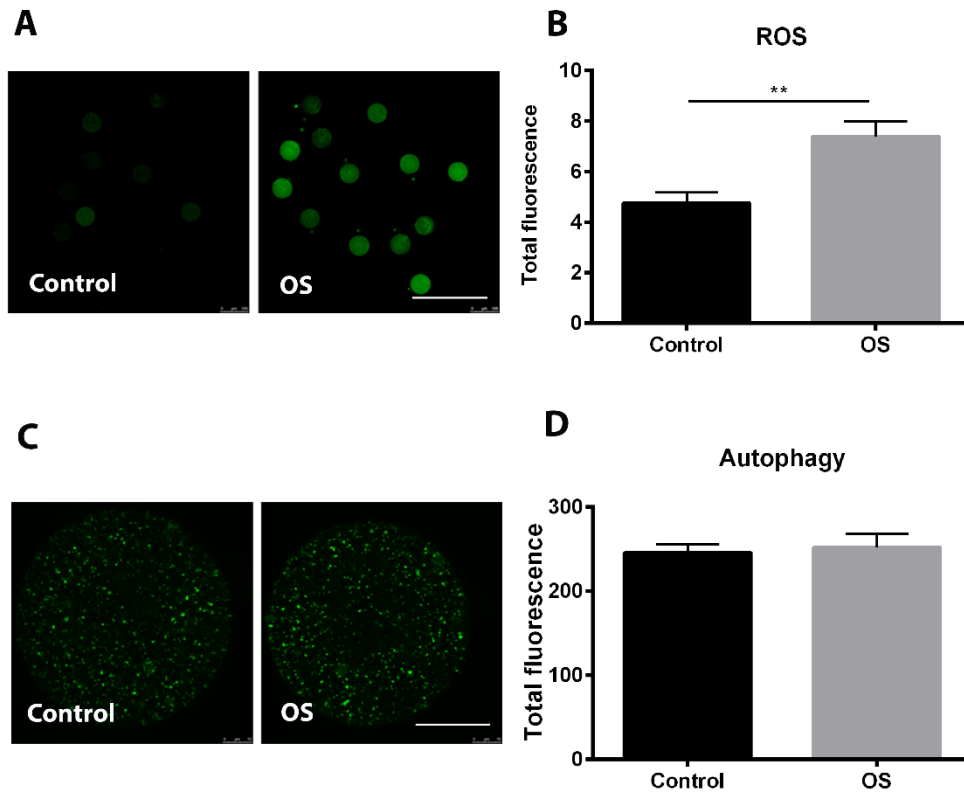 A
Control
OS
B
ROS
**
Total fluorescence
10
8
6
4
2
0
Control
OS
C
Control
OS
D
Autophagy
Total fluorescence
300
200
100
0
Control
OS